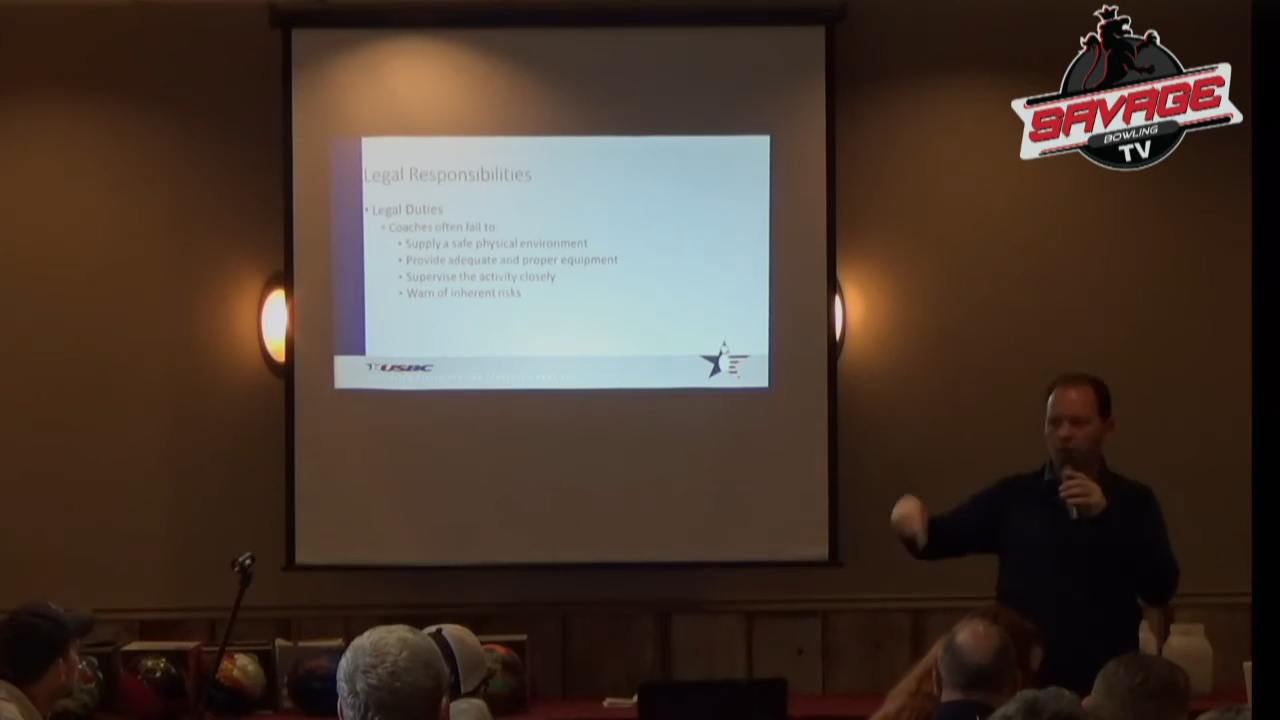 SAVAGE
BOWLING
TV
Legal Responsibilities
• Legal Duties
• Coaches often fail to:
• Supply a safe physical environment
• Provide adequate and proper equipment
• Supervise the activity closely
• Warn of inherent risks
USBC